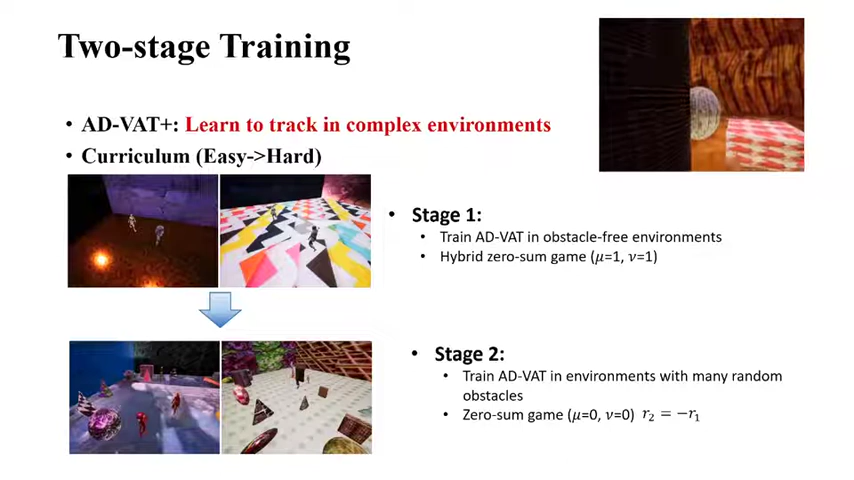 Two-stage Training
• AD-VAT+: Learn to track in complex environments
• Curriculum (Easy->Hard)
• Stage 1:
• Train AD-VAT in obstacle-free environments
• Hybrid zero-sum game (μ=1, ν=1)
• Stage 2:
• Train AD-VAT in environments with many random
obstacles
• Zero-sum game (μ=0, ν=0) r₂ = −r₁